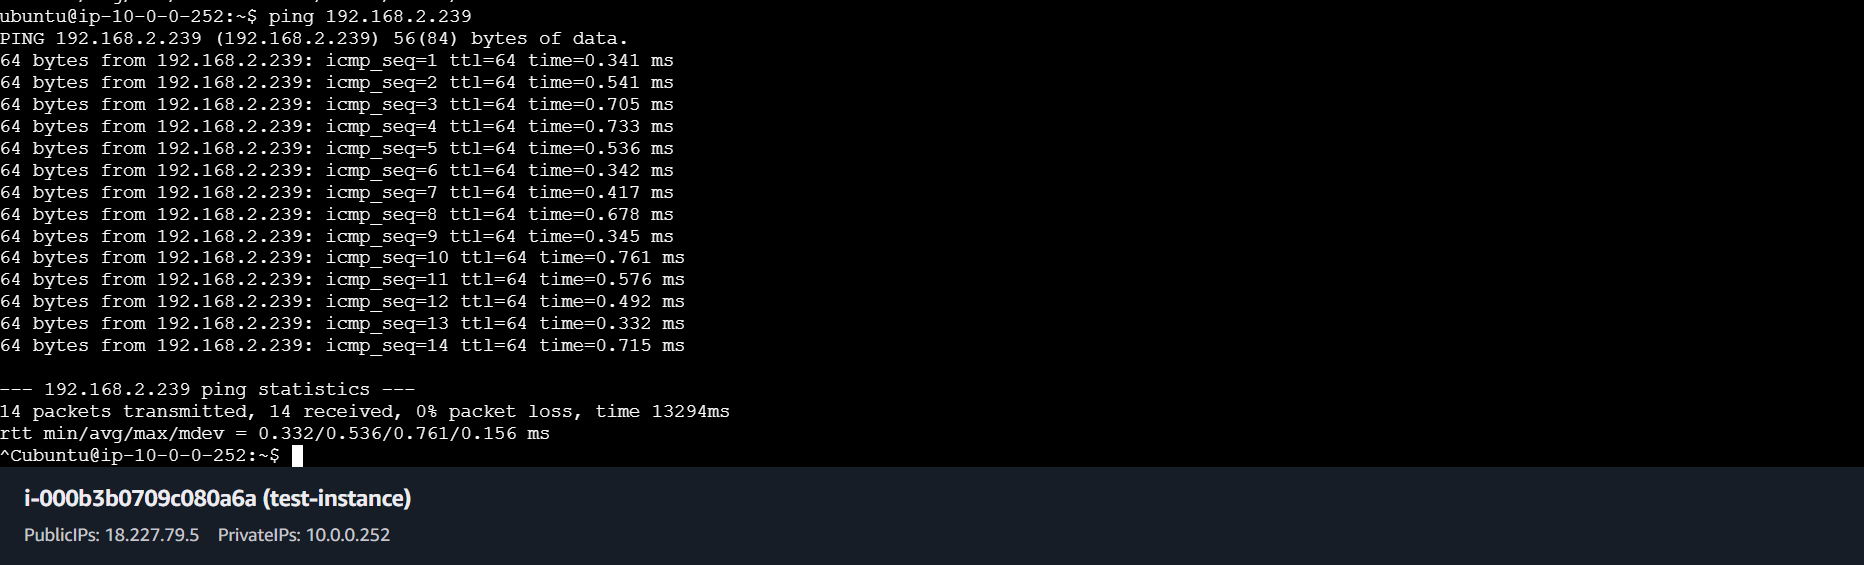 ubuntu@ip-10-0-0-252:~$ ping 192.168.2.239
PING 192.168.2.239 (192.168.2.239) 56(84) bytes of data.
64 bytes from 192.168.2.239: icmp_seq=1 ttl=64 time=0.341 ms
64 bytes from 192.168.2.239: icmp_seq=2 ttl=64 time=0.541 ms
64 bytes from 192.168.2.239: icmp_seq=3 ttl=64 time=0.705 ms
64 bytes from 192.168.2.239: icmp_seq=4 ttl=64 time=0.733 ms
64 bytes from 192.168.2.239: icmp_seq=5 ttl=64 time=0.536 ms
64 bytes from 192.168.2.239: icmp_seq=6 ttl=64 time=0.342 ms
64 bytes from 192.168.2.239: icmp_seq=7 ttl=64 time=0.417 ms
64 bytes from 192.168.2.239: icmp_seq=8 ttl=64 time=0.678 ms
64 bytes from 192.168.2.239: icmp_seq=9 ttl=64 time=0.345 ms
64 bytes from 192.168.2.239: icmp_seq=10 ttl=64 time=0.761 ms
64 bytes from 192.168.2.239: icmp_seq=11 ttl=64 time=0.576 ms
64 bytes from 192.168.2.239: icmp_seq=12 ttl=64 time=0.492 ms
64 bytes from 192.168.2.239: icmp_seq=13 ttl=64 time=0.332 ms
64 bytes from 192.168.2.239: icmp_seq=14 ttl=64 time=0.715 ms
--- 192.168.2.239 ping statistics ---
14 packets transmitted, 14 received, 0% packet loss, time 13294ms
rtt min/avg/max/mdev = 0.332/0.536/0.761/0.156 ms
^Cubuntu@ip-10-0-0-252:~$
i-000b3b0709c080a6a (test-instance)
PublicIPs: 18.227.79.5 PrivateIPs: 10.0.0.252